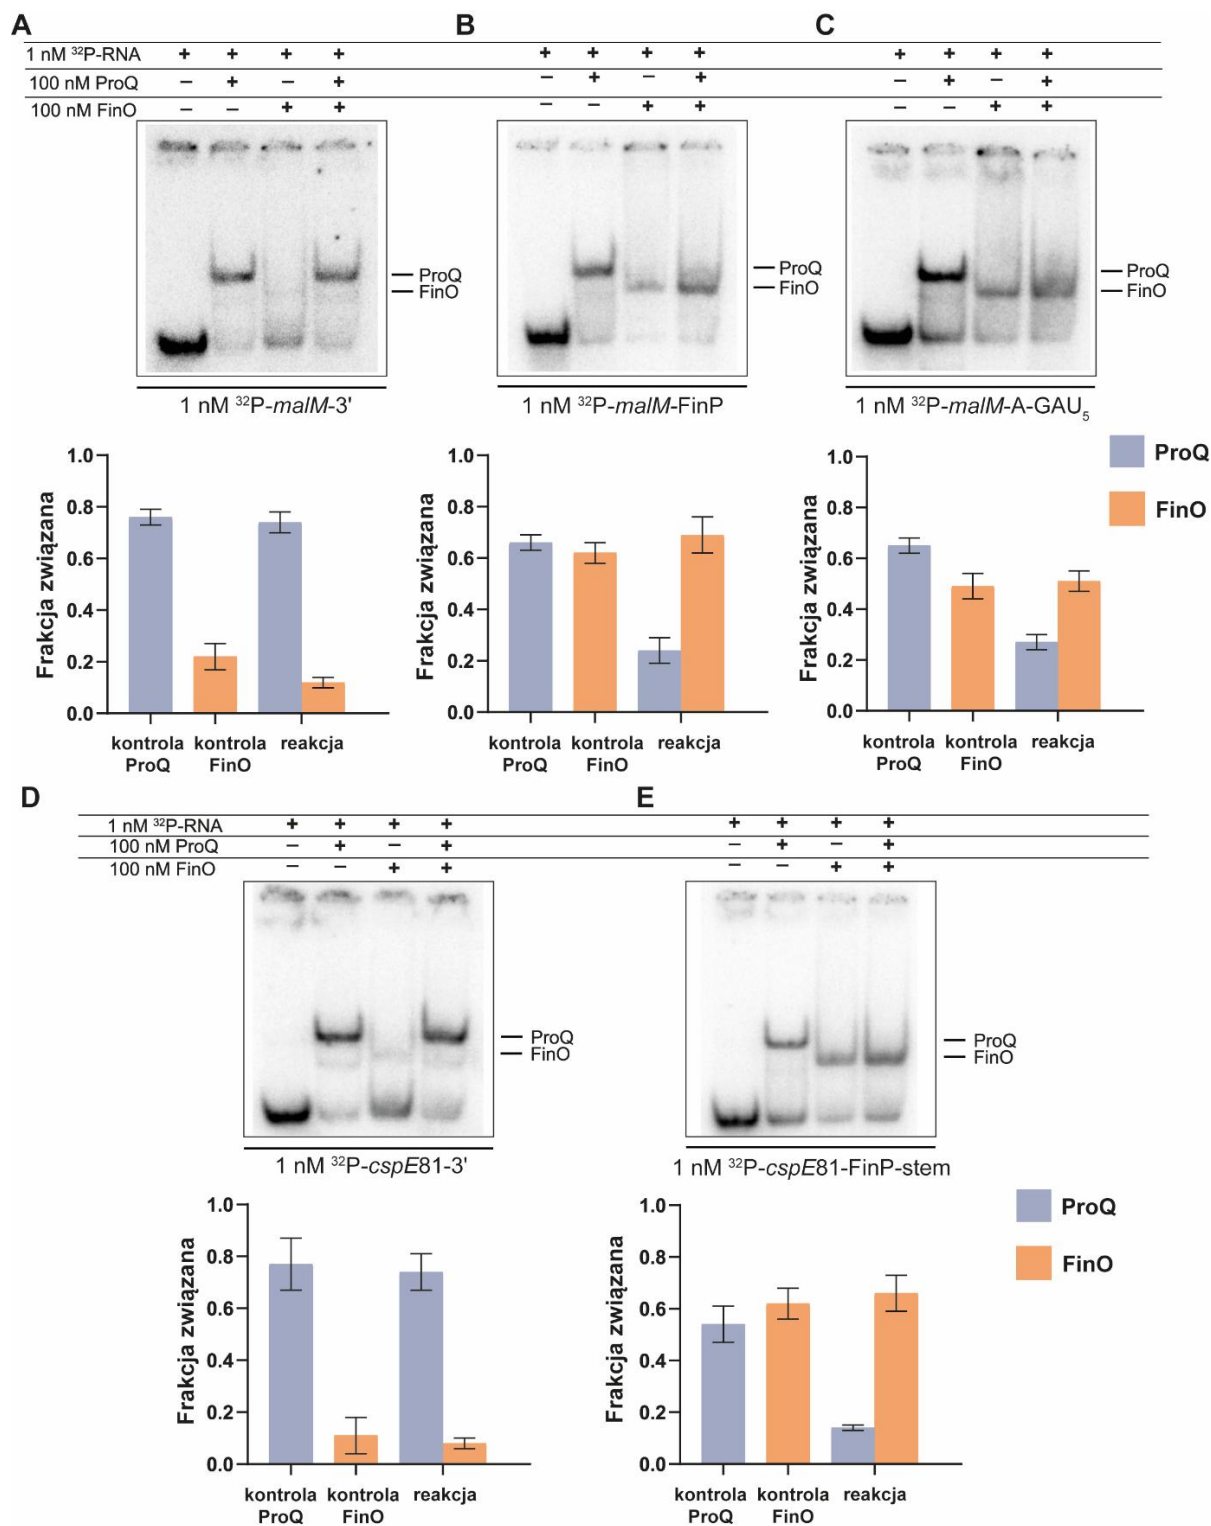 A B C
1 nM ³²P-RNA + + + + + + + + + + + +
100 nM ProQ – + – + – + – + – + – +
100 nM FinO – – + + – – + + – – + +
ProQ ProQ ProQ
FinO FinO FinO
1 nM ³²P-malM-3' 1 nM ³²P-malM-FinP 1 nM ³²P-malM-A-GAU₅
ProQ
FinO
Frakcja związana
1.0
0.8
0.6
0.4
0.2
0.0
kontrola kontrola reakcja
ProQ FinO
Frakcja związana
1.0
0.8
0.6
0.4
0.2
0.0
kontrola kontrola reakcja
ProQ FinO
Frakcja związana
1.0
0.8
0.6
0.4
0.2
0.0
kontrola kontrola reakcja
ProQ FinO
D E
1 nM ³²P-RNA + + + + + + + +
100 nM ProQ – + – + – + – +
100 nM FinO – – + + – – + +
ProQ ProQ
FinO FinO
1 nM ³²P-cspE81-3' 1 nM ³²P-cspE81-FinP-stem
ProQ
FinO
Frakcja związana
1.0
0.8
0.6
0.4
0.2
0.0
kontrola kontrola reakcja
ProQ FinO
Frakcja związana
1.0
0.8
0.6
0.4
0.2
0.0
kontrola kontrola reakcja
ProQ FinO